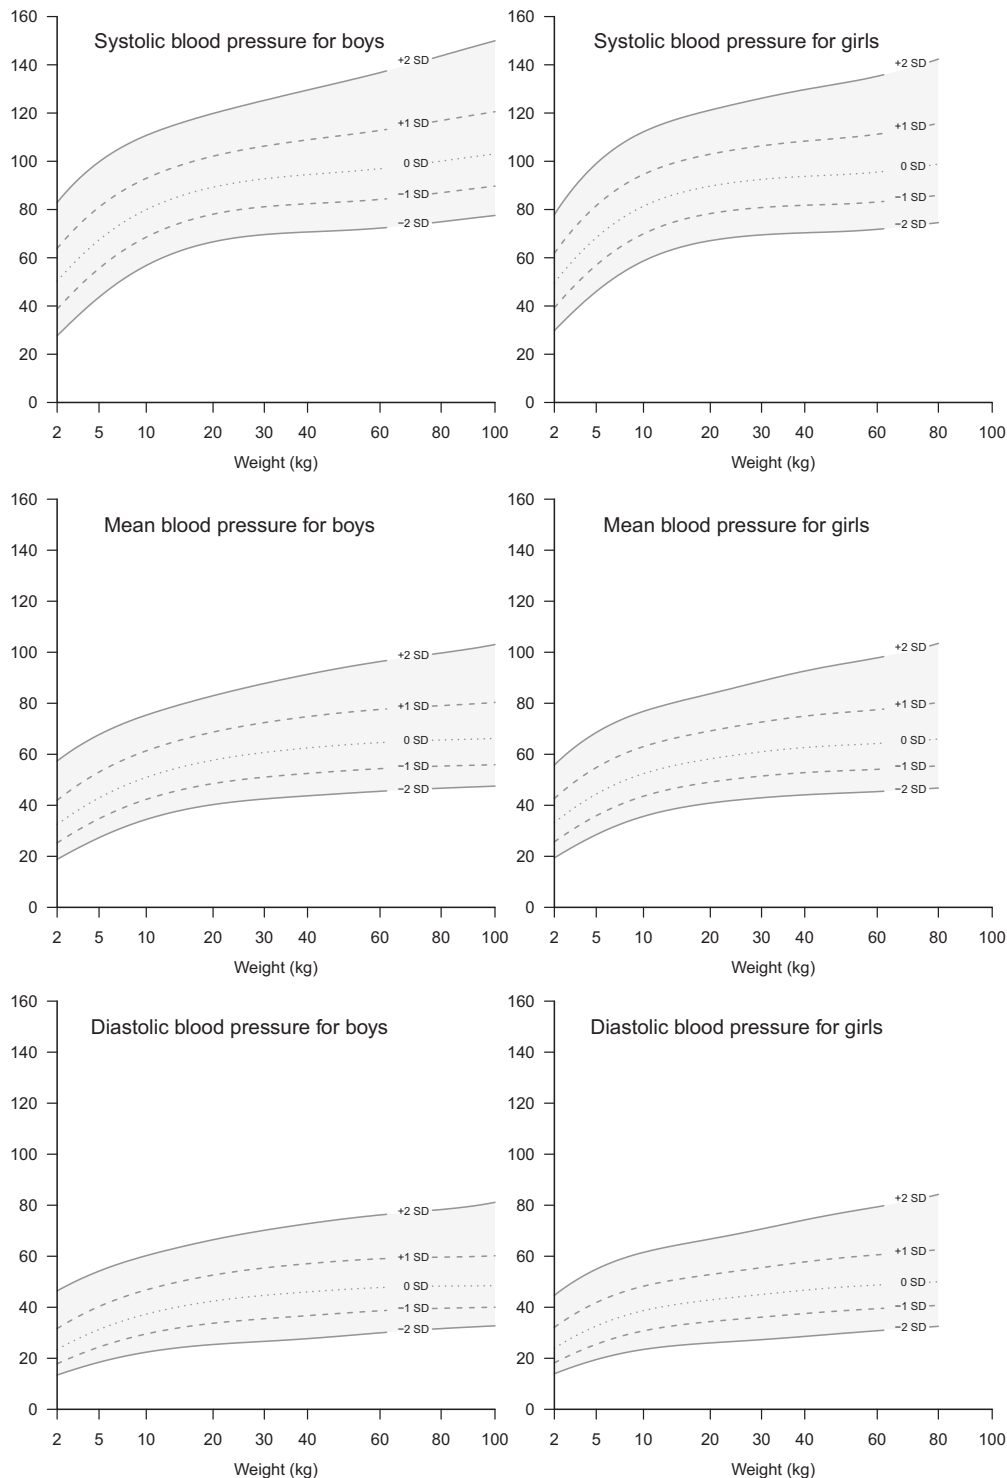 Systolic blood pressure for boys
160
140
120
100
80
60
40
20
0
+2 SD
+1 SD
0 SD
−1 SD
−2 SD
2 5 10 20 30 40 60 80 100
Weight (kg)
Systolic blood pressure for girls
160
140
120
100
80
60
40
20
0
+2 SD
+1 SD
0 SD
−1 SD
−2 SD
2 5 10 20 30 40 60 80 100
Weight (kg)
Mean blood pressure for boys
160
140
120
100
80
60
40
20
0
+2 SD
+1 SD
0 SD
−1 SD
−2 SD
2 5 10 20 30 40 60 80 100
Weight (kg)
Mean blood pressure for girls
160
140
120
100
80
60
40
20
0
+2 SD
+1 SD
0 SD
−1 SD
−2 SD
2 5 10 20 30 40 60 80 100
Weight (kg)
Diastolic blood pressure for boys
160
140
120
100
80
60
40
20
0
+2 SD
+1 SD
0 SD
−1 SD
−2 SD
2 5 10 20 30 40 60 80 100
Weight (kg)
Diastolic blood pressure for girls
160
140
120
100
80
60
40
20
0
+2 SD
+1 SD
0 SD
−1 SD
−2 SD
2 5 10 20 30 40 60 80 100
Weight (kg)